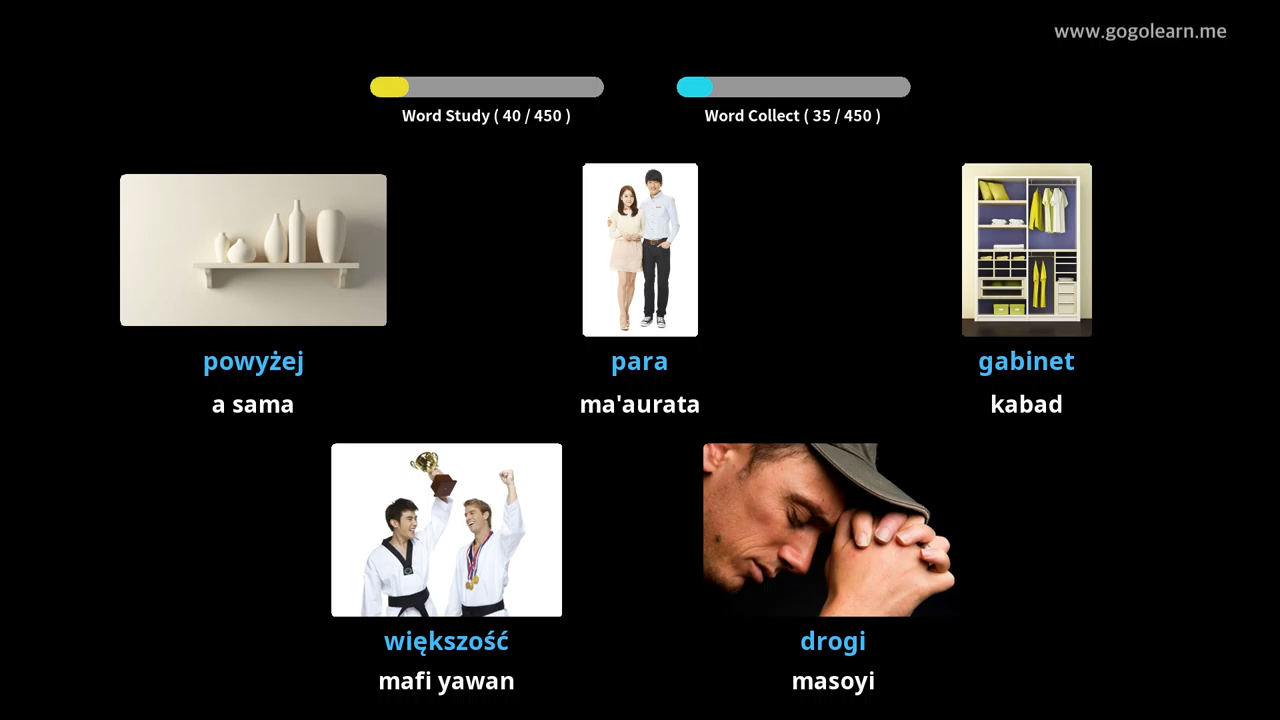 www.gogolearn.me
Word Study ( 40 / 450 )
Word Collect ( 35 / 450 )
powyżej
para
gabinet
a sama
ma'aurata
kabad
większość
drogi
mafi yawan
masoyi